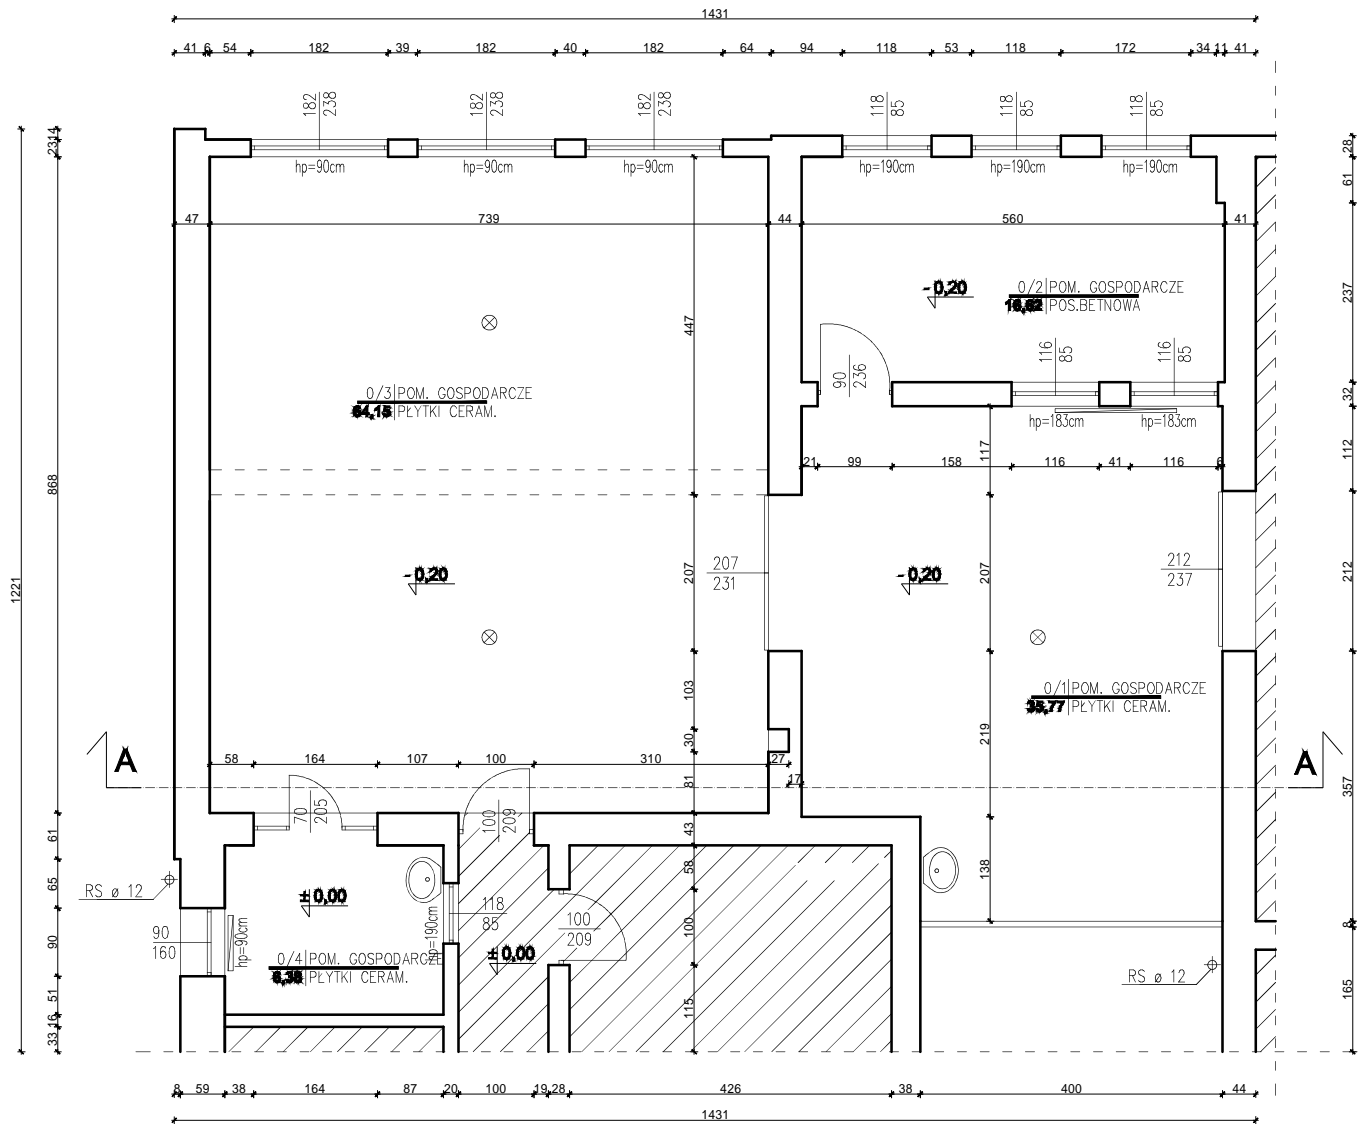 1431
41 6 54 182 39 182 40 182 64 94 118 53 118 172 34 11 41
182 238 182 238 182 238 118 85 118 85 118 85
hp=90cm hp=90cm hp=90cm hp=190cm hp=190cm hp=190cm
23 14
28
61
47 739 44 560 41
- 0,20
0/2 POM. GOSPODARCZE
16,62 POS.BETNOWA
237
447
116 85 116 85
90 236
0/3 POM. GOSPODARCZE
64,15 PŁYTKI CERAM.
32
hp=183cm hp=183cm
117
112
21 99 158 116 41 116 6
868
1221
- 0,20
207
231
207
- 0,20
207
212
237
212
103
0/1 POM. GOSPODARCZE
35,77 PŁYTKI CERAM.
30
219
A
58 164 107 100 310 27
A
81
17
357
70 205
100 209
61
43
58
138
65
RS ø 12
± 0,00
hp=190cm
118
85
90
160
90
hp=90cm
100
209
100
± 0,00
0/4 POM. GOSPODARCZE
PŁYTKI CERAM.
8
RS ø 12
51
115
165
16
33
8 59 38 164 87 20 100 19 28 426 38 400 44
1431